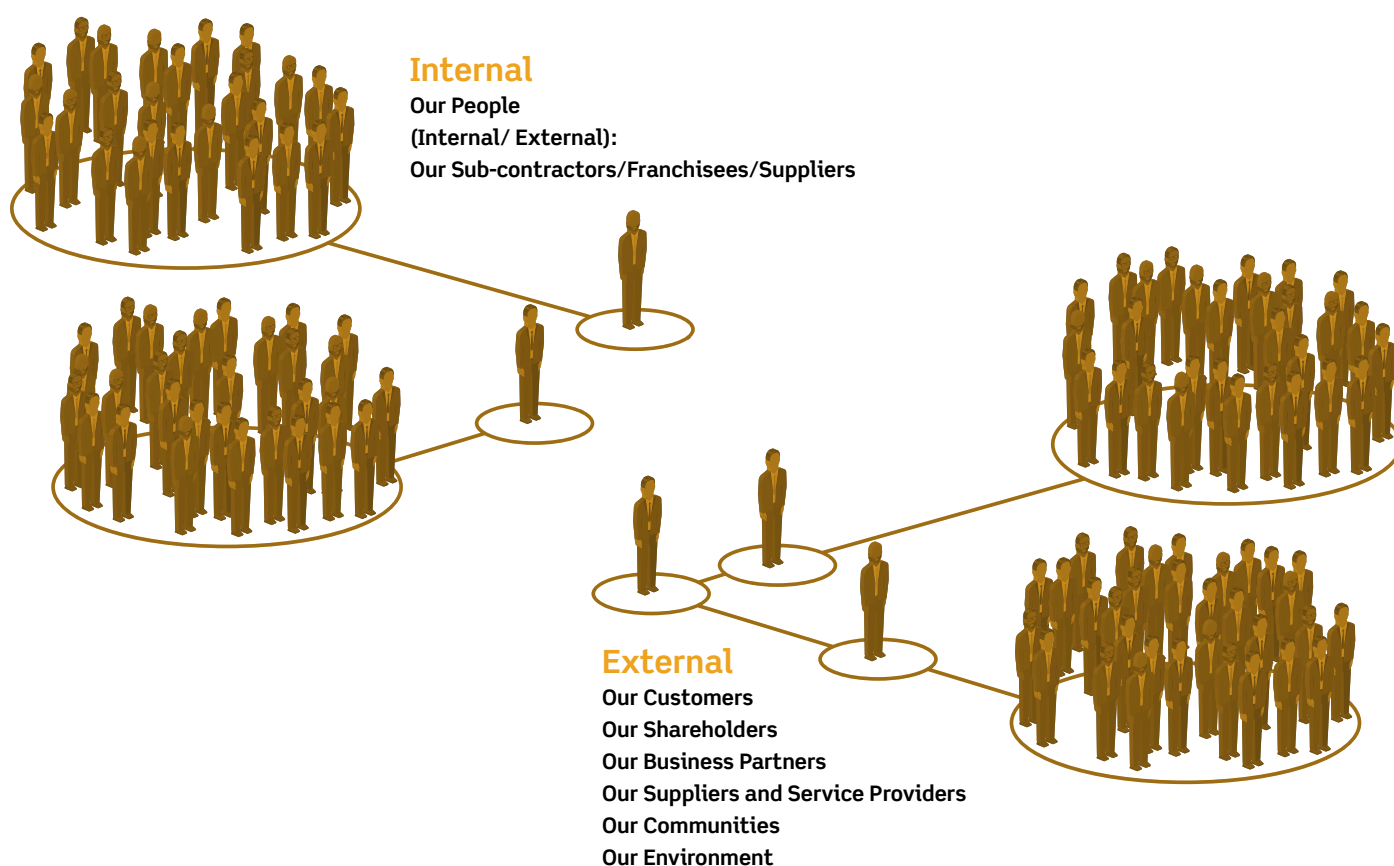 Internal
Our People
(Internal/ External):
Our Sub-contractors/Franchisees/Suppliers
External
Our Customers
Our Shareholders
Our Business Partners
Our Suppliers and Service Providers
Our Communities
Our Environment